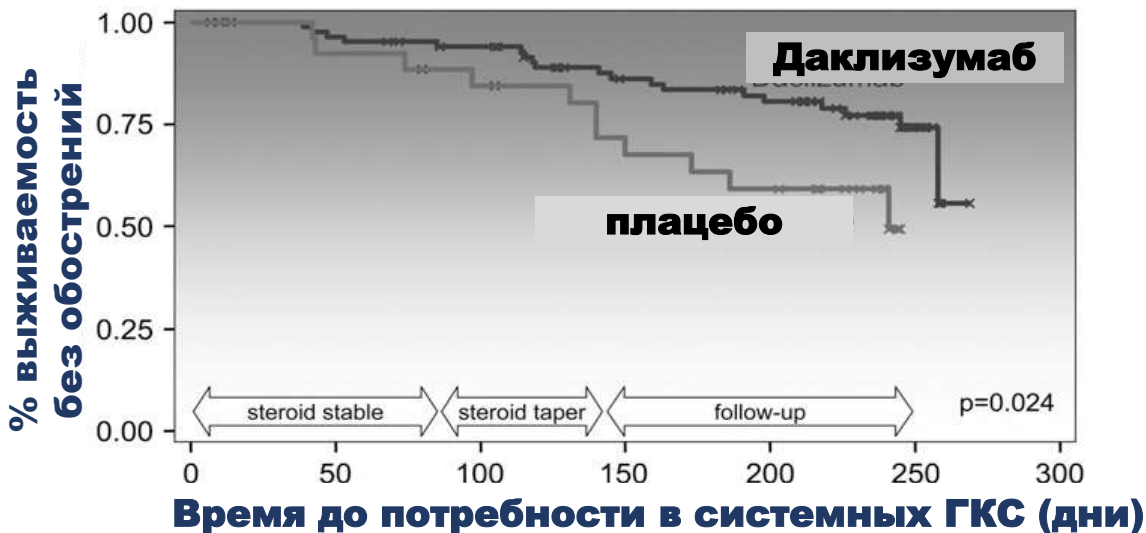 % выживаемость
без обострений
1.00
0.75
0.50
0.25
0.00
Даклизумаб
Daclizumab
плацебо
steroid stable
steroid taper
follow-up
p=0.024
0
50
100
150
200
250
300
Время до потребности в системных ГКС (дни)